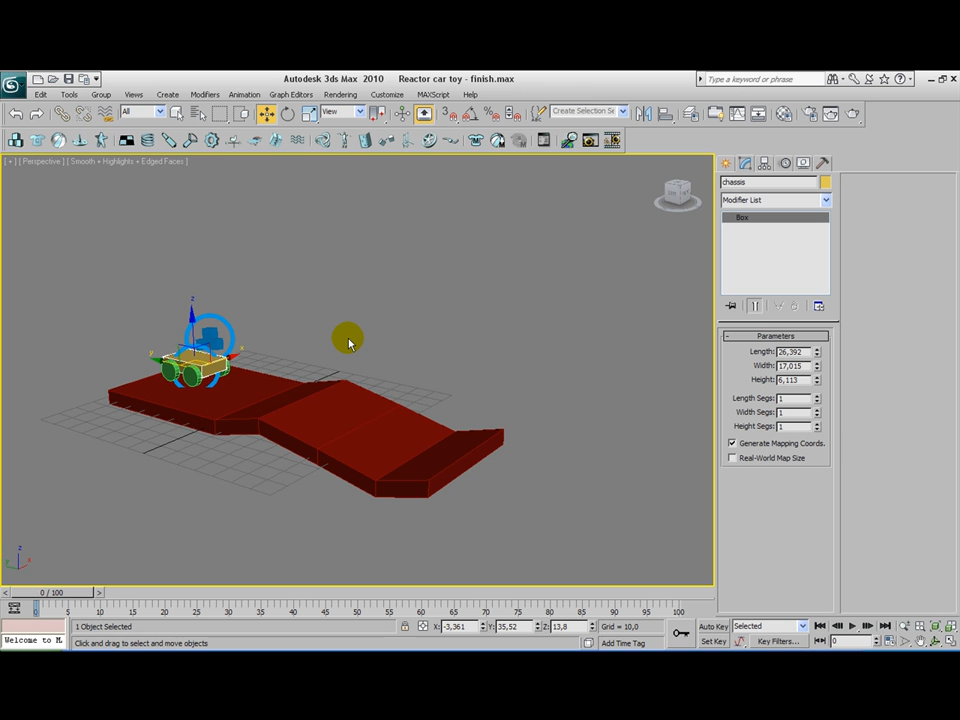 Autodesk 3ds Max 2010 Reactor car toy - finish.max
Type a keyword or phrase
Edit Tools Group Views Create Modifiers Animation Graph Editors Rendering Customize MAXScript Help
All View Create Selection Se
[ + ] [ Perspective ] [ Smooth + Highlights + Edged Faces ]
chassis
Modifier List
Box
- Parameters
Length: 26,392
Width: 17,015
Height: 6,113
Length Segs: 1
Width Segs: 1
Height Segs: 1
Generate Mapping Coords.
Real-World Map Size
z
y x
z
y x
< 0 / 100 >
0 5 10 15 20 25 30 35 40 45 50 55 60 65 70 75 80 85 90 95 100
1 Object Selected X: -3,361 Y: 35,52 Z: 13,8 Grid = 10,0 Auto Key Selected
Welcome to M. Click and drag to select and move objects Add Time Tag Set Key Key Filters... 0